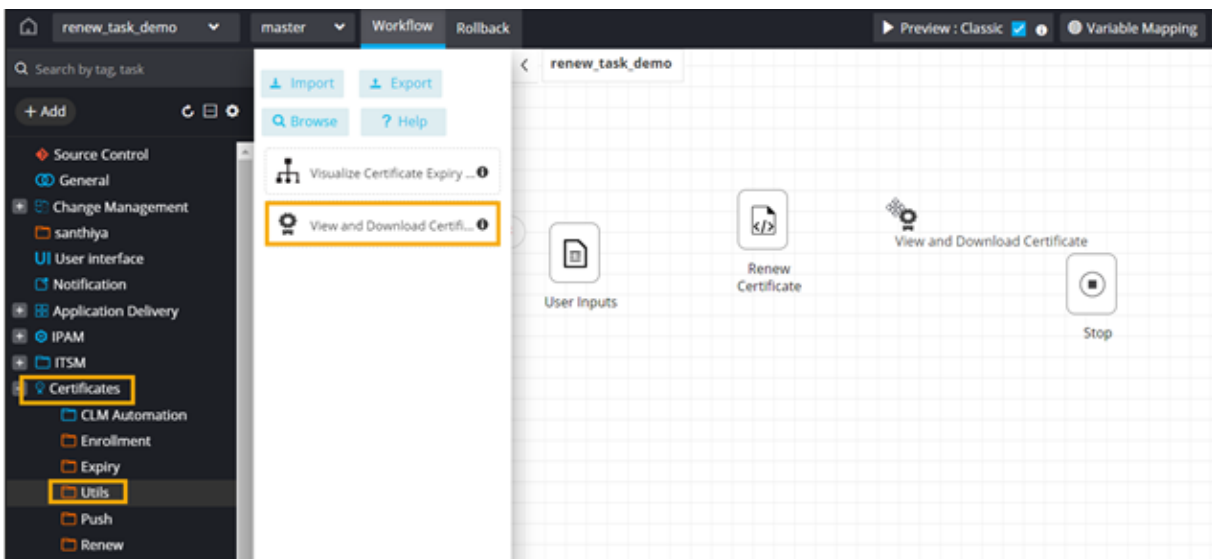 renew_task_demo
master
Workflow
Rollback
Preview : Classic
Variable Mapping
Search by tag, task
+ Add
Source Control
General
Change Management
santhiya
UI User interface
Notification
Application Delivery
IPAM
ITSM
Certificates
CLM Automation
Enrollment
Expiry
Utils
Push
Renew
Import
Export
Browse
? Help
Visualize Certificate Expiry ...
View and Download Certifi...
renew_task_demo
User Inputs
Renew
Certificate
View and Download Certificate
Stop